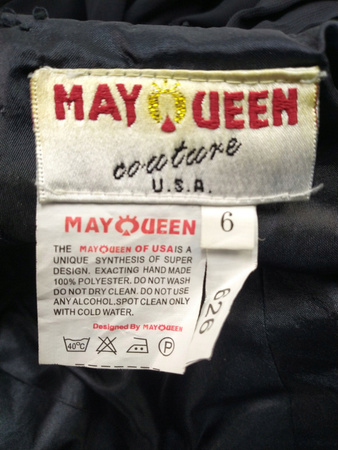 MAY QUEEN
couture
U.S.A.
MAY QUEEN
6
THE MAY QUEEN OF USA IS A
UNIQUE SYNTHESIS OF SUPER
DESIGN. EXACTING HAND MADE
100% POLYESTER. DO NOT WASH
DO NOT DRY CLEAN. DO NOT USE
ANY ALCOHOL.SPOT CLEAN ONLY
WITH COLD WATER.
Designed By MAY QUEEN
626
40°C P